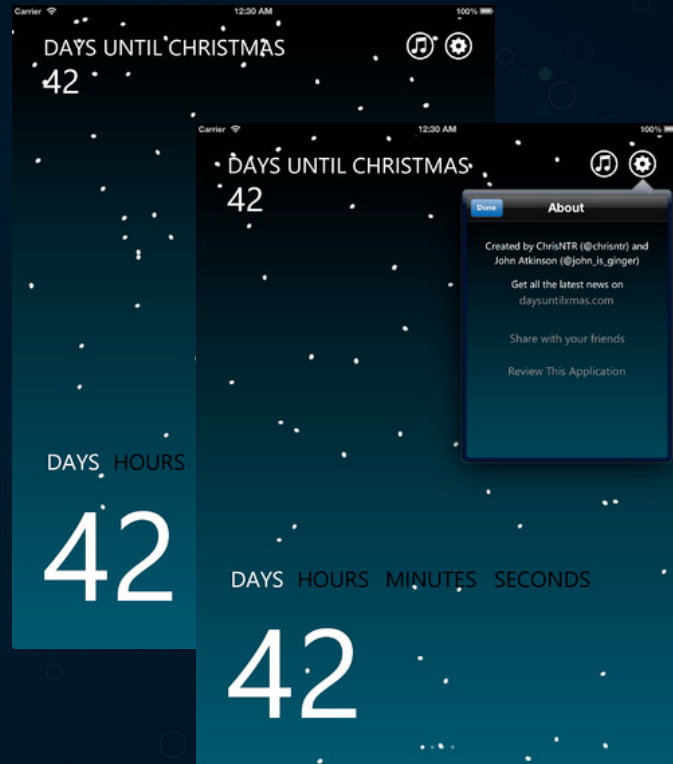 Carrier 12:30 AM 100%
DAYS UNTIL CHRISTMAS
42
DAYS HOURS
42
Carrier 12:30 AM 100%
DAYS UNTIL CHRISTMAS
42
Done About
Created by ChrisNTR (@chrisntr) and
John Atkinson (@john_is_ginger)
Get all the latest news on
daysuntilxmas.com
Share with your friends
Review This Application
DAYS HOURS MINUTES SECONDS
42